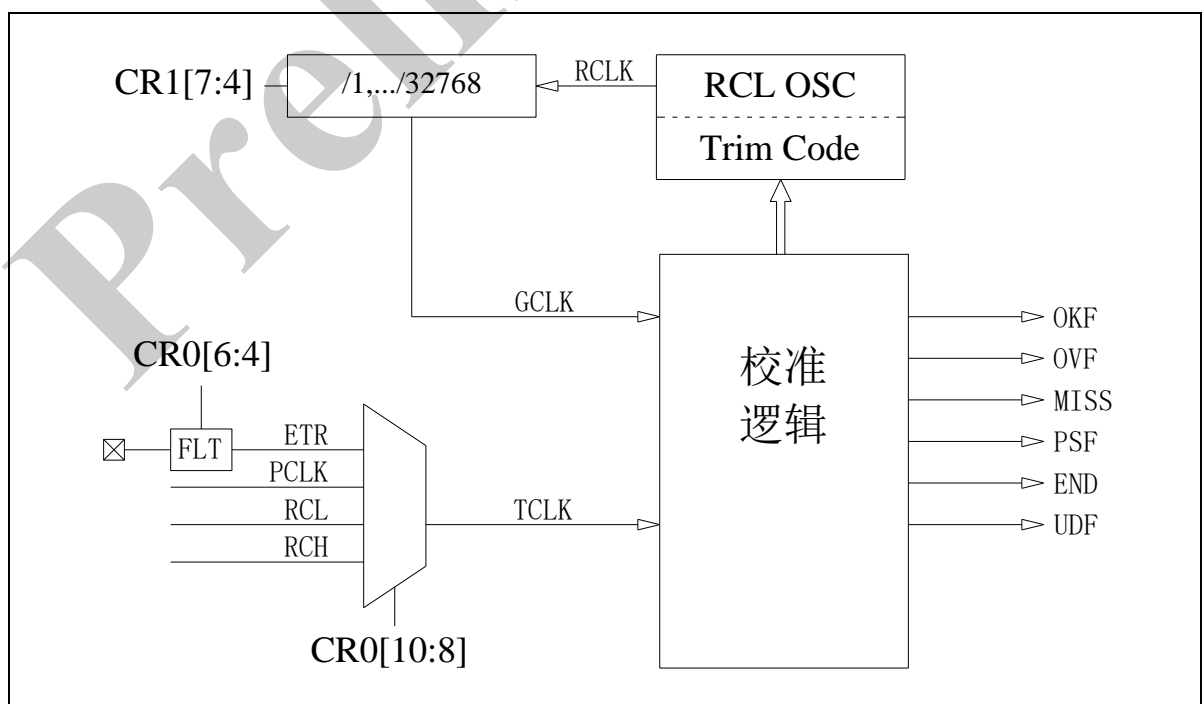 Preli
CR1[7:4]
/1,.../32768
RCLK
RCL OSC
Trim Code
GCLK
校准
逻辑
OKF
OVF
MISS
PSF
END
UDF
CR0[6:4]
FLT
ETR
PCLK
RCL
RCH
TCLK
CR0[10:8]